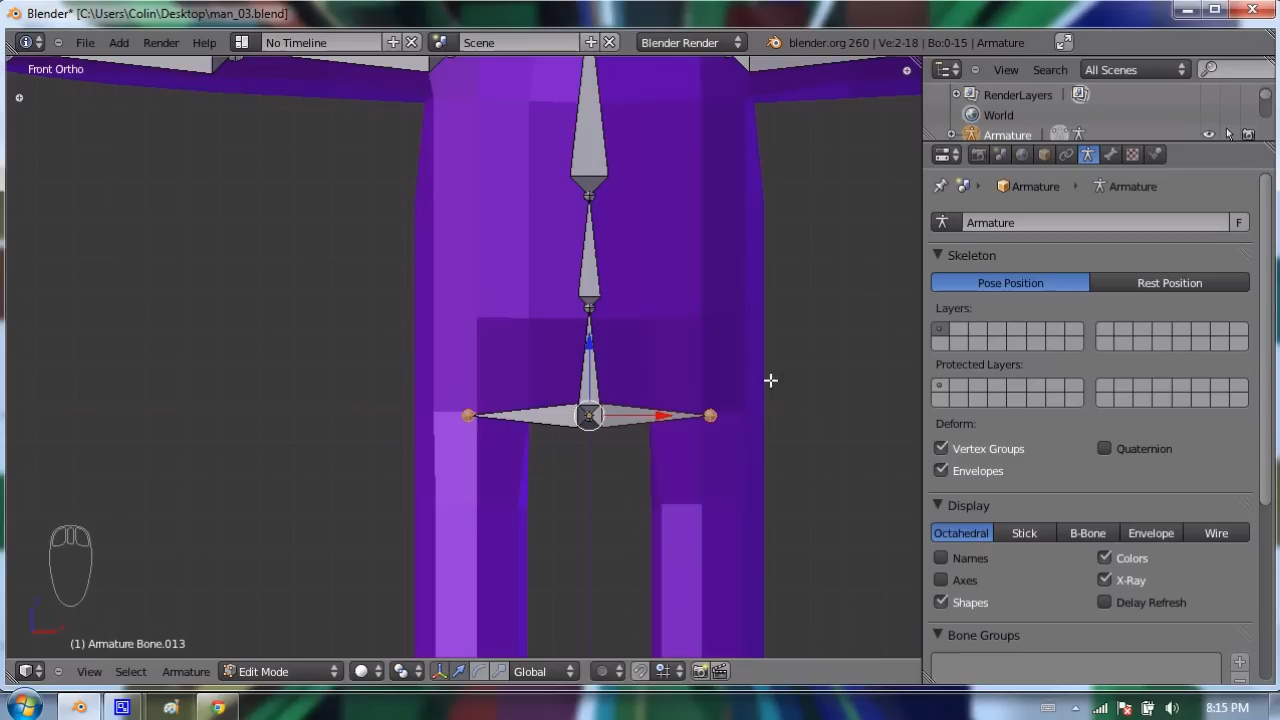 Blender* [C:\Users\Colin\Desktop\man_03.blend]
File Add Render Help No Timeline Scene Blender Render blender.org 260 | Ve:2-18 | Bo:0-15 | Armature
Front Ortho
View Search All Scenes
RenderLayers
World
Armature
Armature Armature
Armature F
Skeleton
Pose Position Rest Position
Layers:
Protected Layers:
Deform:
Vertex Groups Quaternion
Envelopes
Display
Octahedral Stick B-Bone Envelope Wire
Names Colors
Axes X-Ray
Shapes Delay Refresh
Bone Groups
(1) Armature Bone.013
View Select Armature Edit Mode Global
8:15 PM